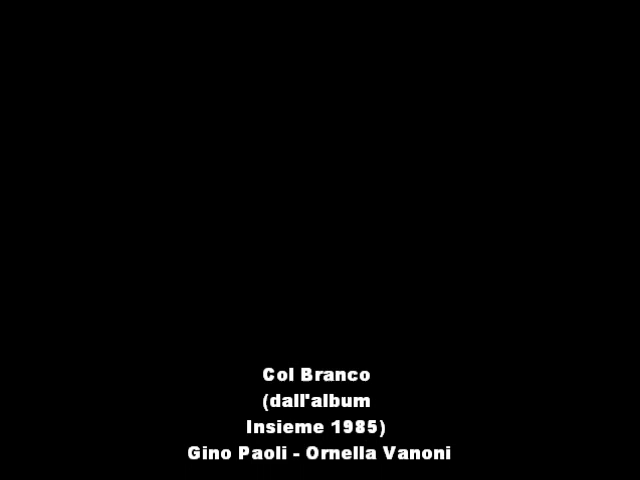 Col Branco
(dall'album
Insieme 1985)
Gino Paoli - Ornella Vanoni